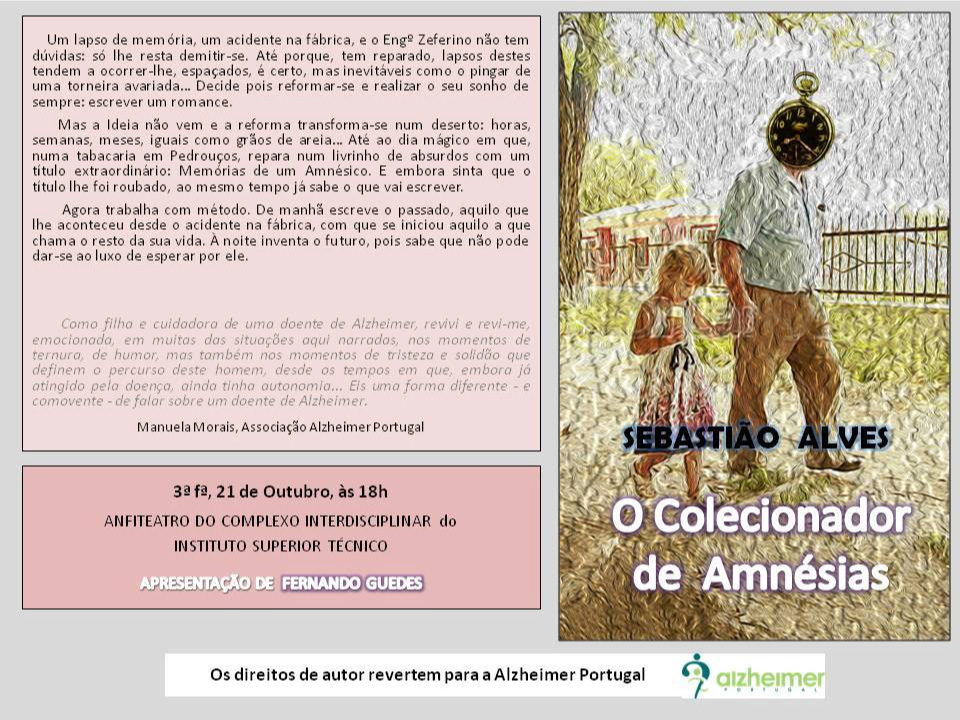 Um lapso de memória, um acidente na fábrica, e o Engº Zeferino não tem
dúvidas: só lhe resta demitir-se. Até porque, tem reparado, lapsos destes
tendem a ocorrer-lhe, espaçados, é certo, mas inevitáveis como o pingar de
uma torneira avariada... Decide pois reformar-se e realizar o seu sonho de
sempre: escrever um romance.
Mas a Ideia não vem e a reforma transforma-se num deserto: horas,
semanas, meses, iguais como grãos de areia... Até ao dia mágico em que,
numa tabacaria em Pedrouços, repara num livrinho de absurdos com um
título extraordinário: Memórias de um Amnésico. E embora sinta que o
título lhe foi roubado, ao mesmo tempo já sabe o que vai escrever.
Agora trabalha com método. De manhã escreve o passado, aquilo que
lhe aconteceu desde o acidente na fábrica, com que se iniciou aquilo a que
chama o resto da sua vida. À noite inventa o futuro, pois sabe que não pode
dar-se ao luxo de esperar por ele.
Como filha e cuidadora de uma doente de Alzheimer, revivi e revi-me,
emocionada, em muitas das situações aqui narradas, nos momentos de
ternura, de humor, mas também nos momentos de tristeza e solidão que
definem o percurso deste homem, desde os tempos em que, embora já
atingido pela doença, ainda tinha autonomia... Eis uma forma diferente - e
comovente - de falar sobre um doente de Alzheimer.
Manuela Morais, Associação Alzheimer Portugal
3ª fª, 21 de Outubro, às 18h
ANFITEATRO DO COMPLEXO INTERDISCIPLINAR do
INSTITUTO SUPERIOR TÉCNICO
APRESENTAÇÃO DE FERNANDO GUEDES
SEBASTIÃO ALVES
O Colecionador
de Amnésias
Os direitos de autor revertem para a Alzheimer Portugal
alzheimer
PORTUGAL